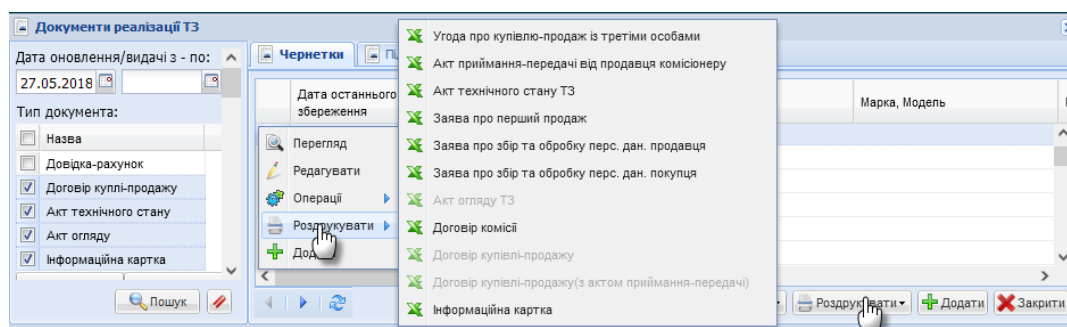 Документи реалізації ТЗ
Дата оновлення/видачі з - по:
27.05.2018
Тип документа:
Назва
Довідка-рахунок
Договір куплі-продажу
Акт технічного стану
Акт огляду
Інформаційна картка
Пошук
Чернетки
Дата останнього
збереження
Марка, Модель
Перегляд
Редагувати
Операції
Роздрукувати
Угода про купівлю-продаж із третіми особами
Акт приймання-передачі від продавця комісіонеру
Акт технічного стану ТЗ
Заява про перший продаж
Заява про збір та обробку перс. дан. продавця
Заява про збір та обробку перс. дан. покупця
Акт огляду ТЗ
Договір комісії
Договір купівлі-продажу
Договір купівлі-продажу(з актом приймання-передачі)
Інформаційна картка
Роздрукувати
Додати
Закрити